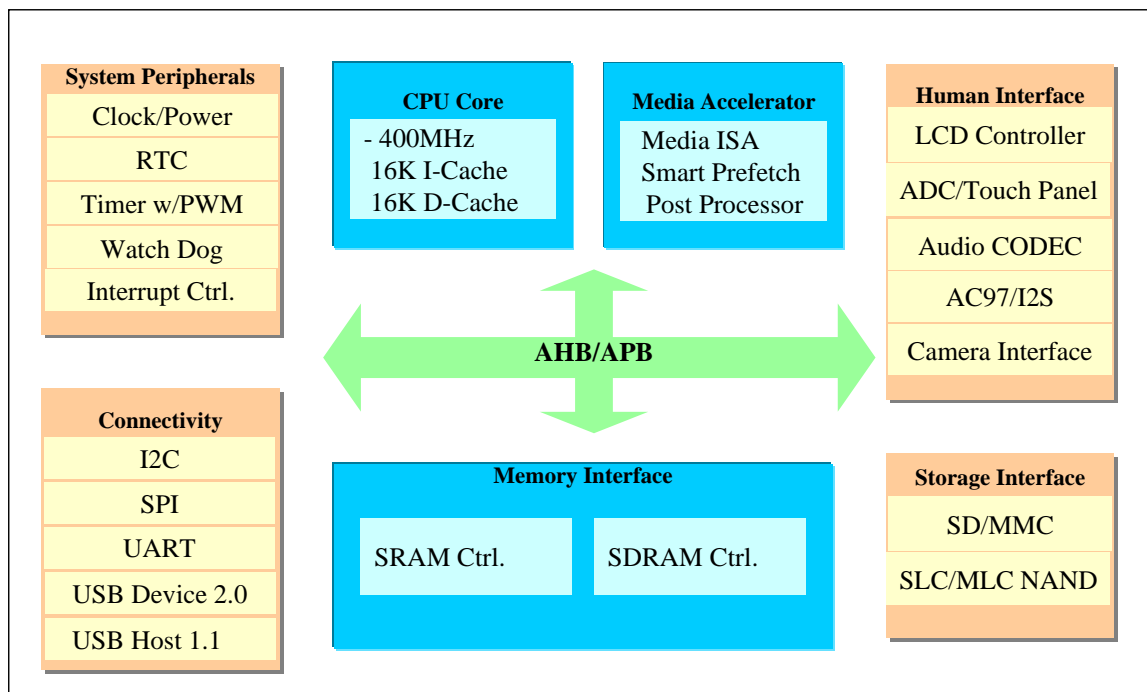 System Peripherals
Clock/Power
RTC
Timer w/PWM
Watch Dog
Interrupt Ctrl.
Connectivity
I2C
SPI
UART
USB Device 2.0
USB Host 1.1
CPU Core
- 400MHz
16K I-Cache
16K D-Cache
Media Accelerator
Media ISA
Smart Prefetch
Post Processor
AHB/APB
Memory Interface
SRAM Ctrl.
SDRAM Ctrl.
Human Interface
LCD Controller
ADC/Touch Panel
Audio CODEC
AC97/I2S
Camera Interface
Storage Interface
SD/MMC
SLC/MLC NAND